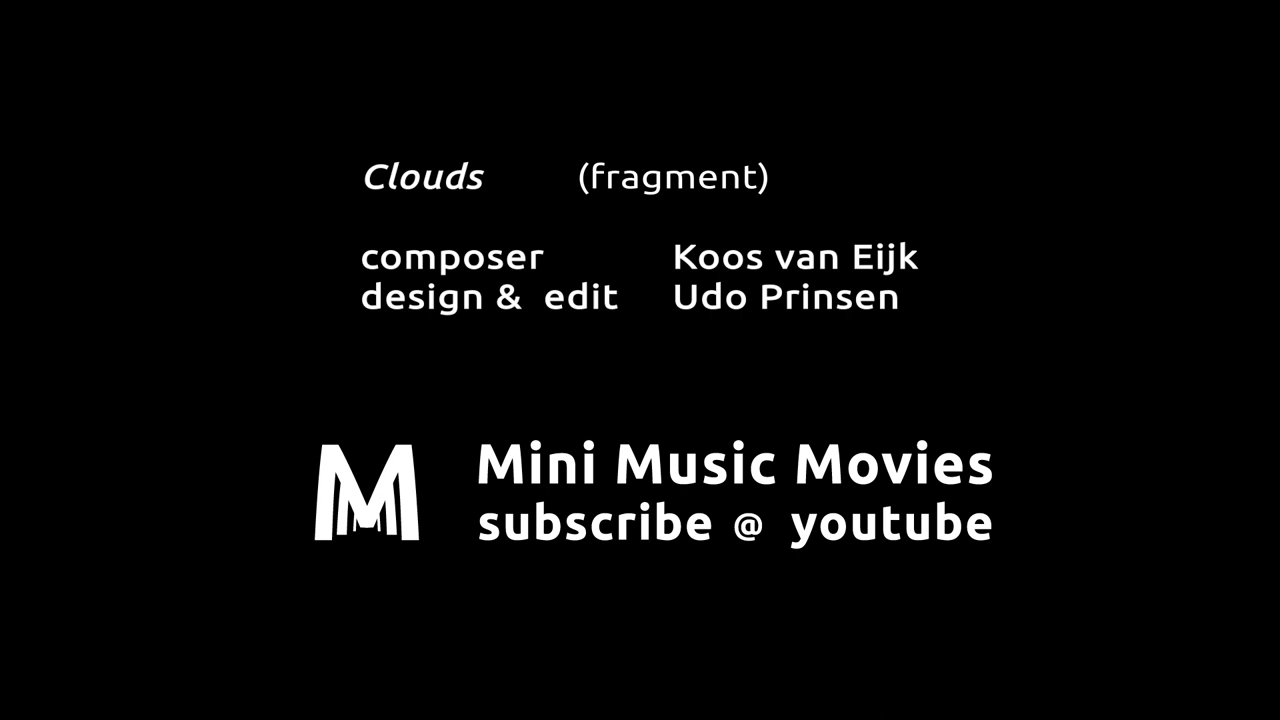 Clouds (fragment)
composer Koos van Eijk
design & edit Udo Prinsen
M Mini Music Movies
subscribe @ youtube